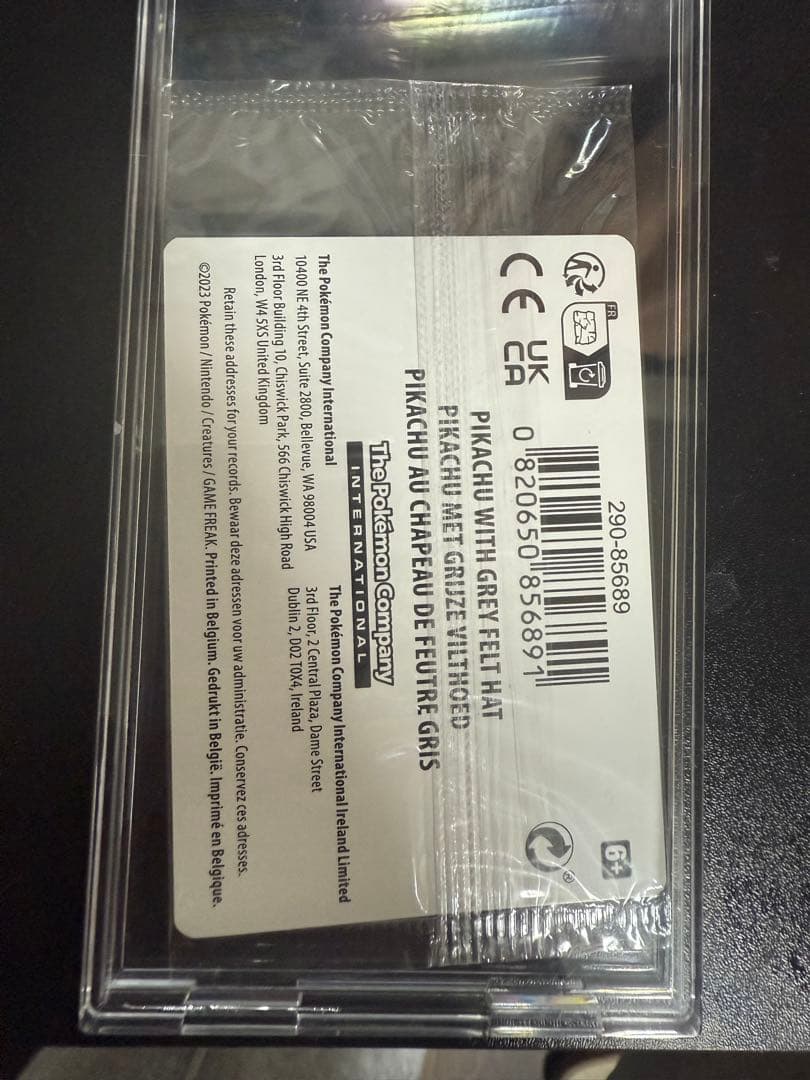 290-85689
0 820650 856891
FR
CE
UK
CA
6+
PIKACHU WITH GREY FELT HAT
PIKACHU MET GRIJZE VILTHOED
PIKACHU AU CHAPEAU DE FEUTRE GRIS
The Pokémon Company
INTERNATIONAL
The Pokémon Company International
10400 NE 4th Street, Suite 2800, Bellevue, WA 98004 USA
3rd Floor Building 10, Chiswick Park, 566 Chiswick High Road
London, W4 5XS United Kingdom
The Pokémon Company International Ireland Limited
3rd Floor, 2 Central Plaza, Dame Street
Dublin 2, D02 T0X4, Ireland
Retain these addresses for your records. Bewaar deze adressen voor uw administratie. Conservez ces adresses.
©2023 Pokémon / Nintendo / Creatures / GAME FREAK. Printed in Belgium. Gedrukt in België. Imprimé en Belgique.